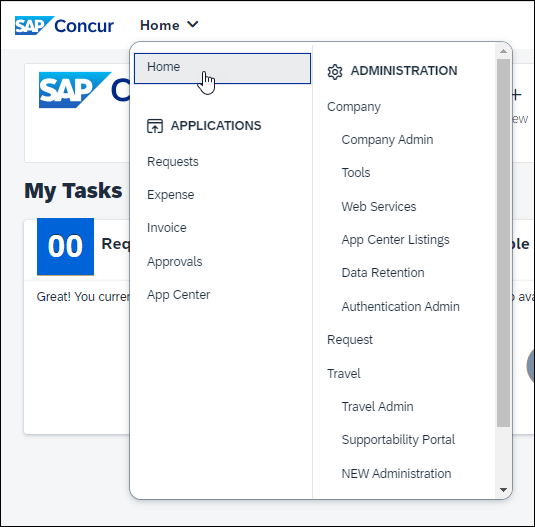 SAP Concur
Home
Home
APPLICATIONS
Requests
Expense
Invoice
Approvals
App Center
ADMINISTRATION
Company
Company Admin
Tools
Web Services
App Center Listings
Data Retention
Authentication Admin
Request
Travel
Travel Admin
Supportability Portal
NEW Administration
SAP
My Tasks
00
Great! You